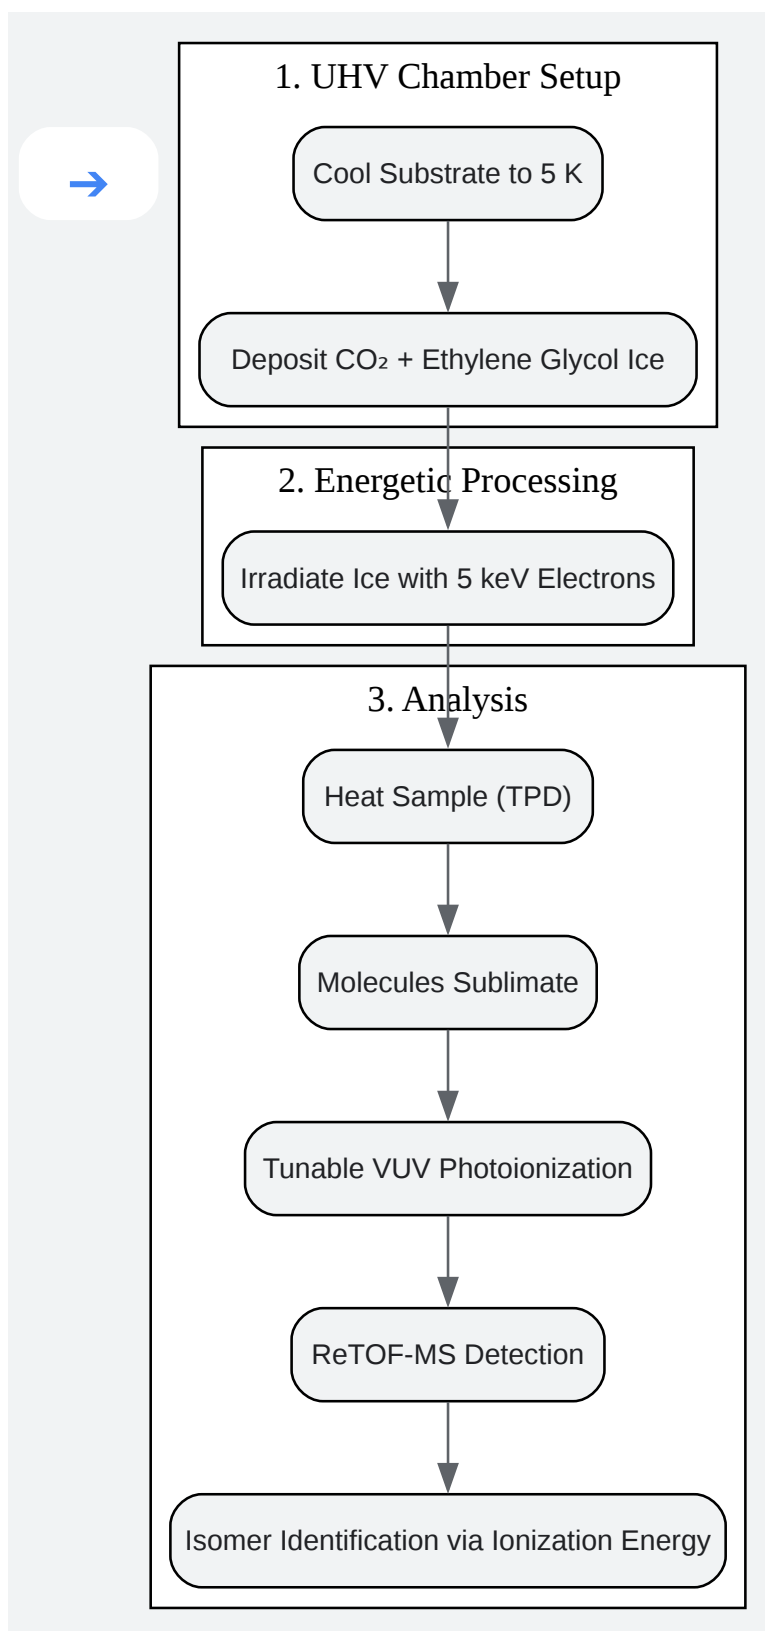 1. UHV Chamber Setup
➔
Cool Substrate to 5 K
Deposit CO₂ + Ethylene Glycol Ice
2. Energetic Processing
Irradiate Ice with 5 keV Electrons
3. Analysis
Heat Sample (TPD)
Molecules Sublimate
Tunable VUV Photoionization
ReTOF-MS Detection
Isomer Identification via Ionization Energy